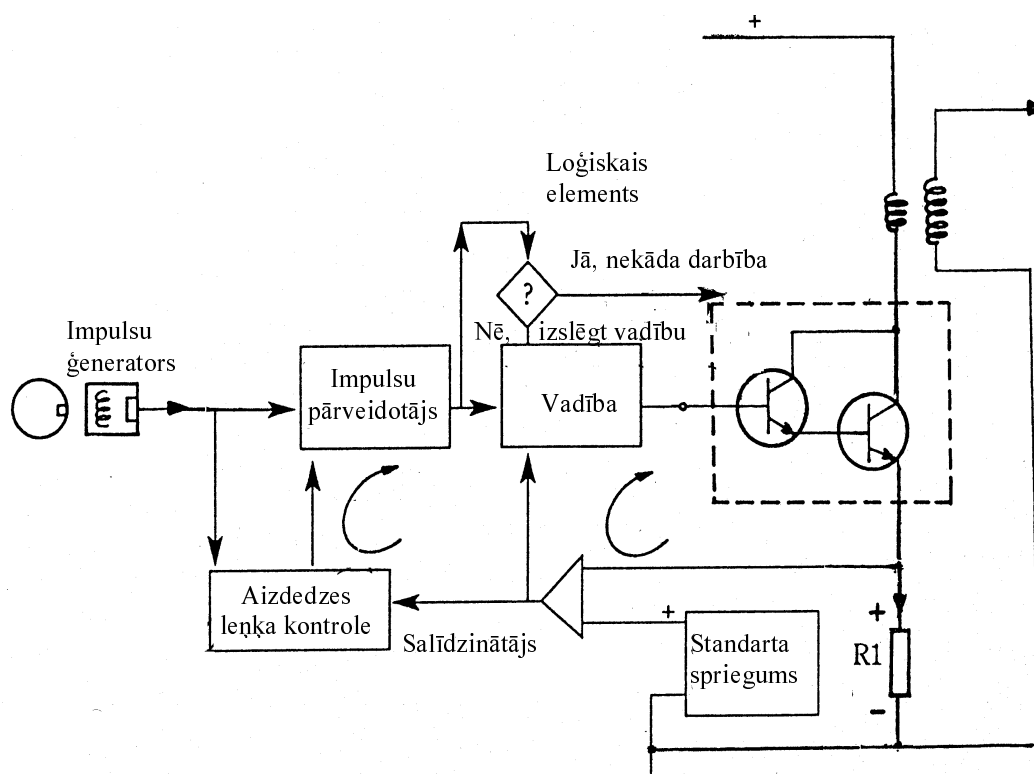 +
Loģiskais
elements
Jā, nekāda darbība
?
Nē, izslēgt vadību
Impulsu
ģenerators
Impulsu
pārveidotājs
Vadība
Aizdedzes
leņķa kontrole
Salīdzinātājs
+
Standarta
spriegums
+
R1
-